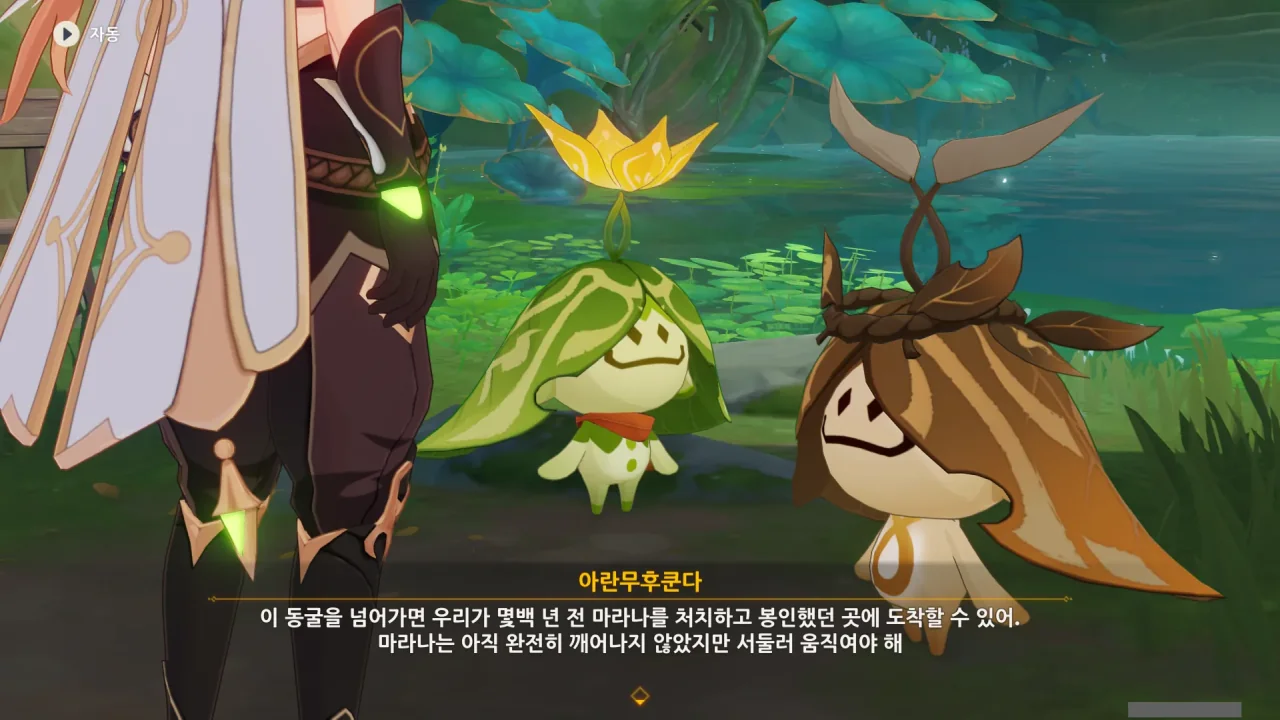 자동
아란무후쿤다
이 동굴을 넘어가면 우리가 몇백 년 전 마라나를 처치하고 봉인했던 곳에 도착할 수 있어.
마라나는 아직 완전히 깨어나지 않았지만 서둘러 움직여야 해